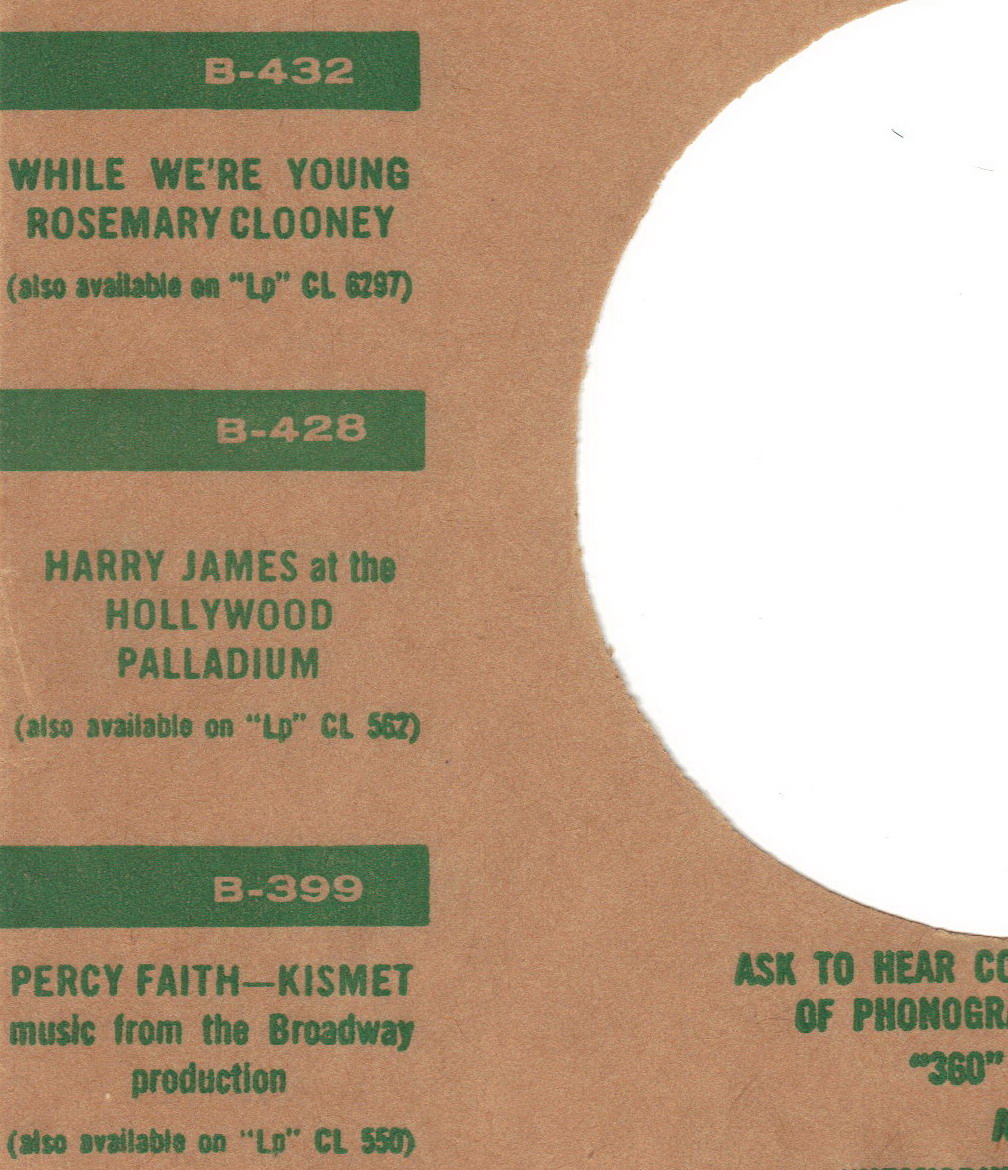 B-432
WHILE WE'RE YOUNG
ROSEMARY CLOONEY
(also available on "Lp" CL 6297)
B-428
HARRY JAMES at the
HOLLYWOOD
PALLADIUM
(also available on "Lp" CL 562)
B-399
PERCY FAITH—KISMET
music from the Broadway
production
(also available on "Lp" CL 550)
ASK TO HEAR CO
OF PHONOGRA
"360"